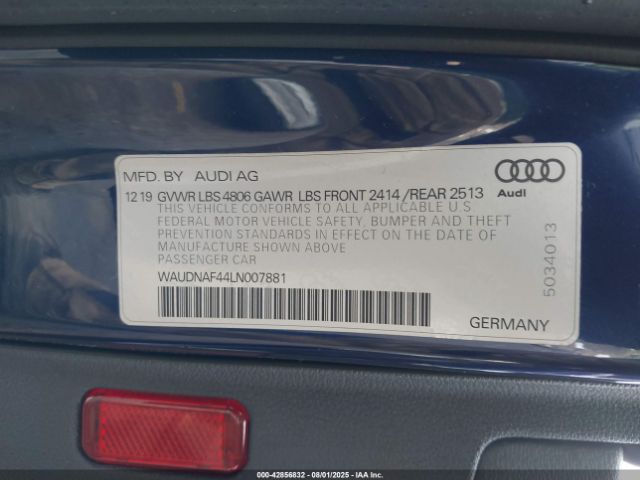 MFD. BY AUDI AG
12 19 GVWR LBS 4806 GAWR LBS FRONT 2414 /REAR 2513
THIS VEHICLE CONFORMS TO ALL APPLICABLE U S
FEDERAL MOTOR VEHICLE SAFETY, BUMPER AND THEFT
PREVENTION STANDARDS IN EFFECT ON THE DATE OF
MANUFACTURE SHOWN ABOVE
PASSENGER CAR
WAUDNAF44LN007881
Audi
5034013
GERMANY
000-42856832 - 08/01/2025 - IAAI.COM